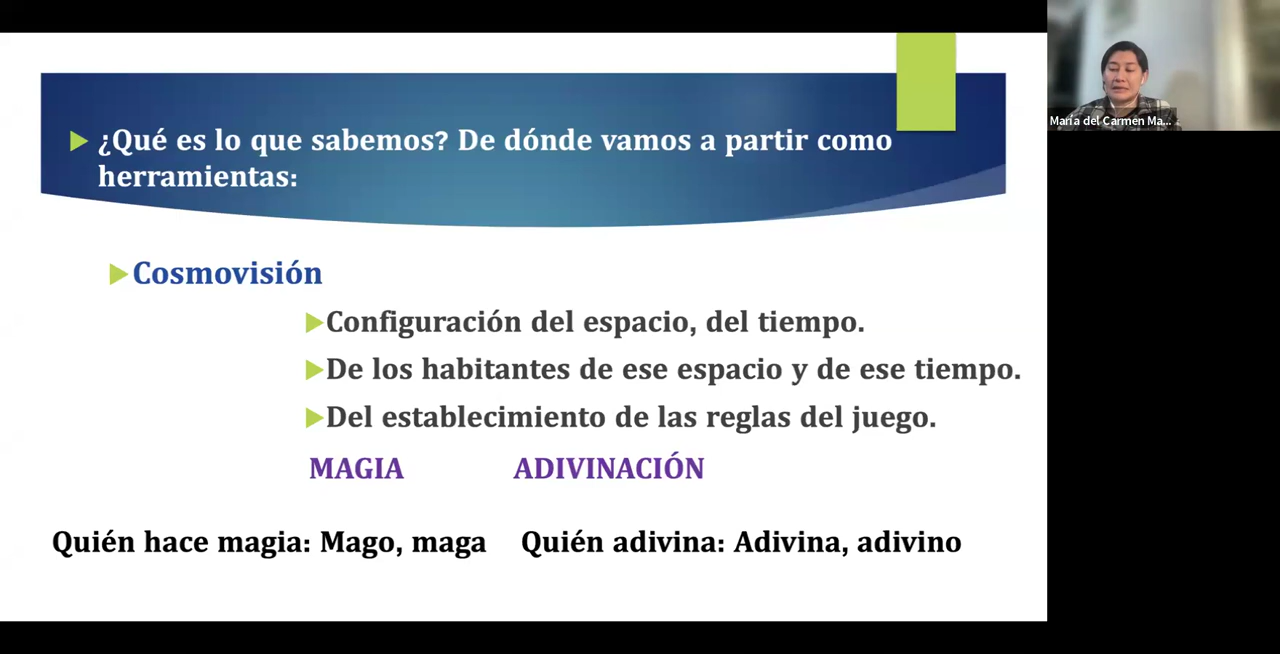 ¿Qué es lo que sabemos? De dónde vamos a partir como
herramientas:
María del Carmen Ma...
Cosmovisión
Configuración del espacio, del tiempo.
De los habitantes de ese espacio y de ese tiempo.
Del establecimiento de las reglas del juego.
MAGIA ADIVINACIÓN
Quién hace magia: Mago, maga Quién adivina: Adivina, adivino